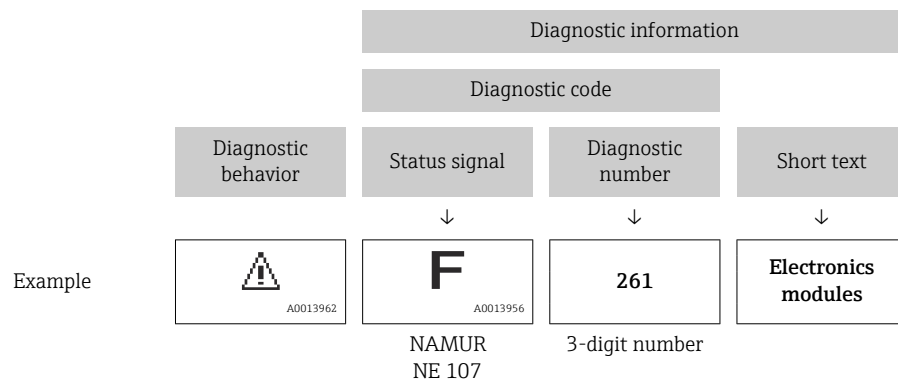 Diagnostic information
Diagnostic code
Diagnostic
behavior
Status signal
Diagnostic
number
Short text
↓ ↓ ↓
Example
A0013962
F
A0013956
261
Electronics
modules
NAMUR
NE 107
3-digit number